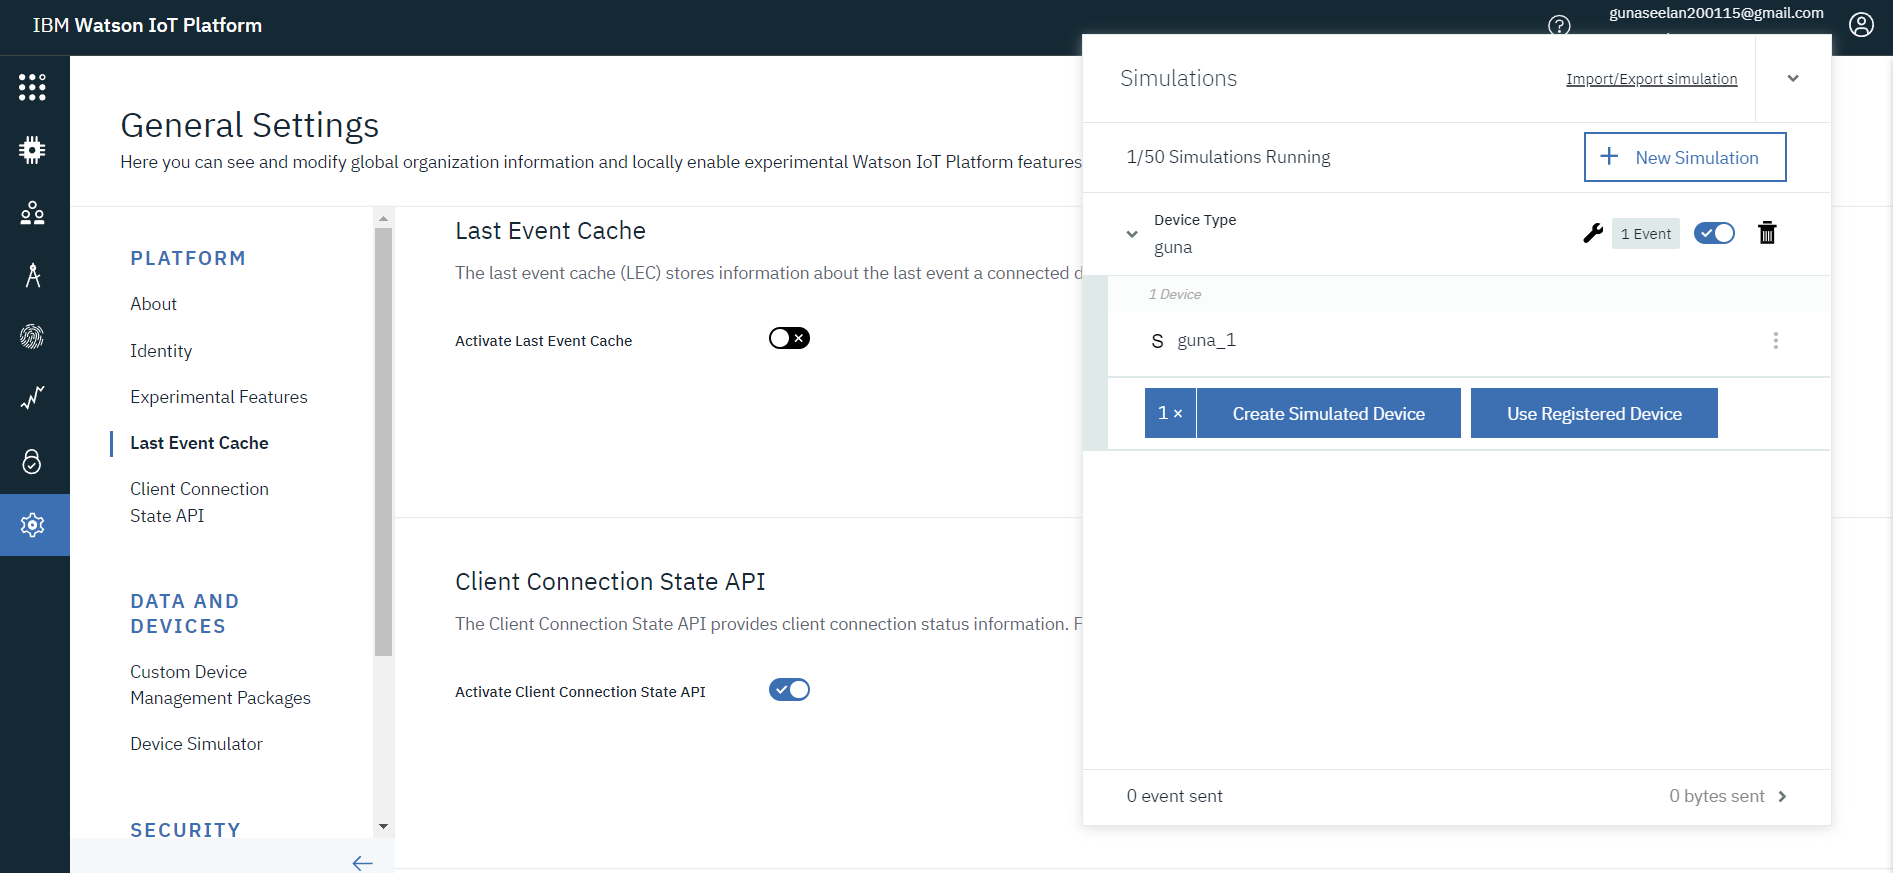 IBM Watson IoT Platform
gunaseelan200115@gmail.com
General Settings
Here you can see and modify global organization information and locally enable experimental Watson IoT Platform features
PLATFORM
About
Identity
Experimental Features
Last Event Cache
Client Connection
State API
DATA AND
DEVICES
Custom Device
Management Packages
Device Simulator
SECURITY
Last Event Cache
The last event cache (LEC) stores information about the last event a connected d
Activate Last Event Cache
Client Connection State API
The Client Connection State API provides client connection status information. F
Activate Client Connection State API
Simulations
Import/Export simulation
1/50 Simulations Running
+ New Simulation
Device Type
guna
1 Event
1 Device
S guna_1
1 ×
Create Simulated Device
Use Registered Device
0 event sent
0 bytes sent